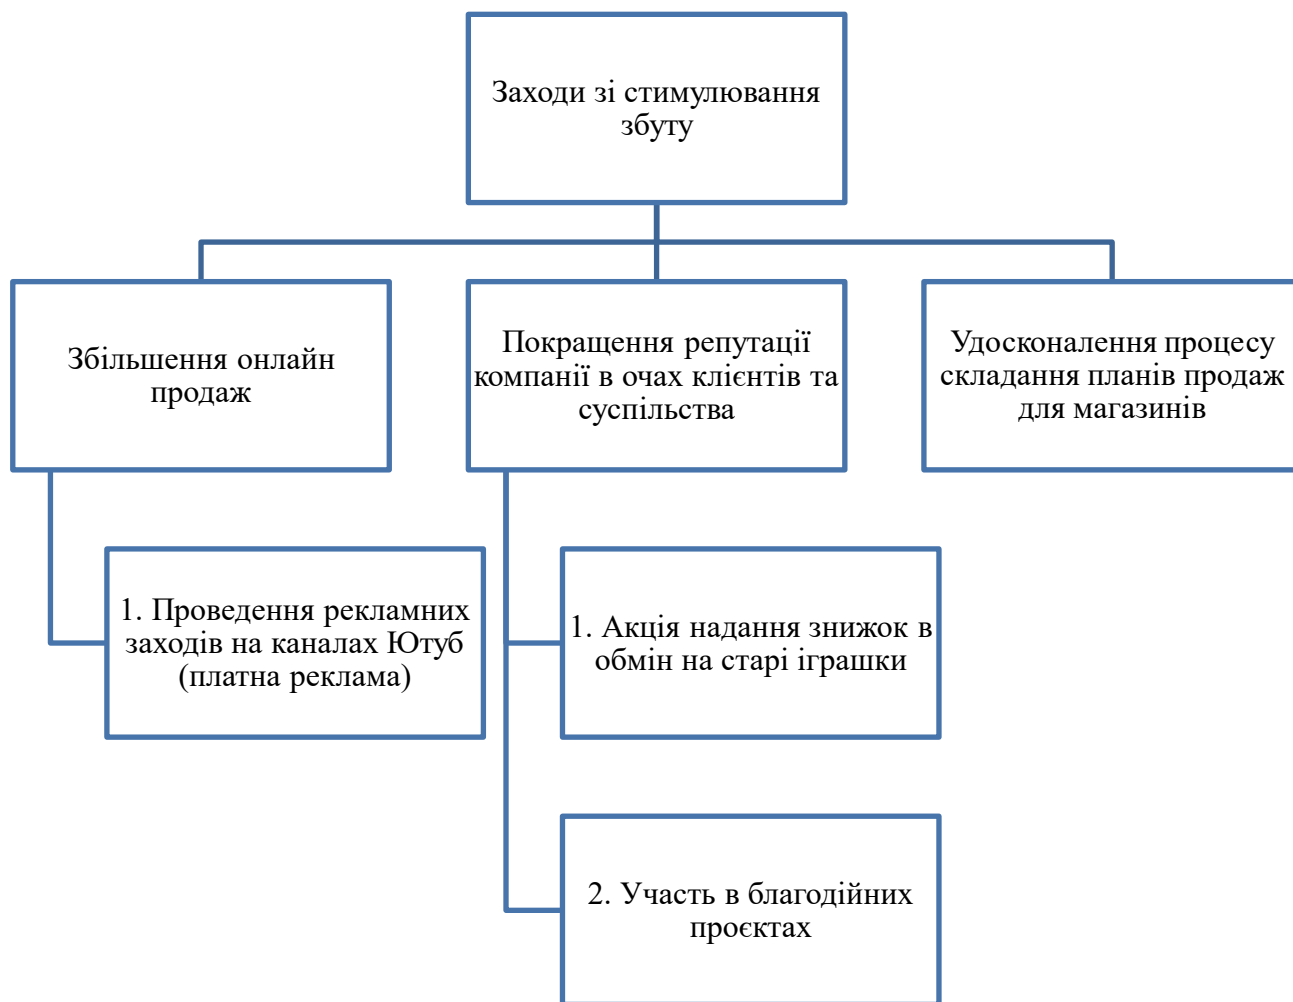 Заходи зі стимулювання
збуту
Збільшення онлайн
продаж
Покращення репутації
компанії в очах клієнтів та
суспільства
Удосконалення процесу
складання планів продаж
для магазинів
1. Проведення рекламних
заходів на каналах Ютуб
(платна реклама)
1. Акція надання знижок в
обмін на старі іграшки
2. Участь в благодійних
проєктах